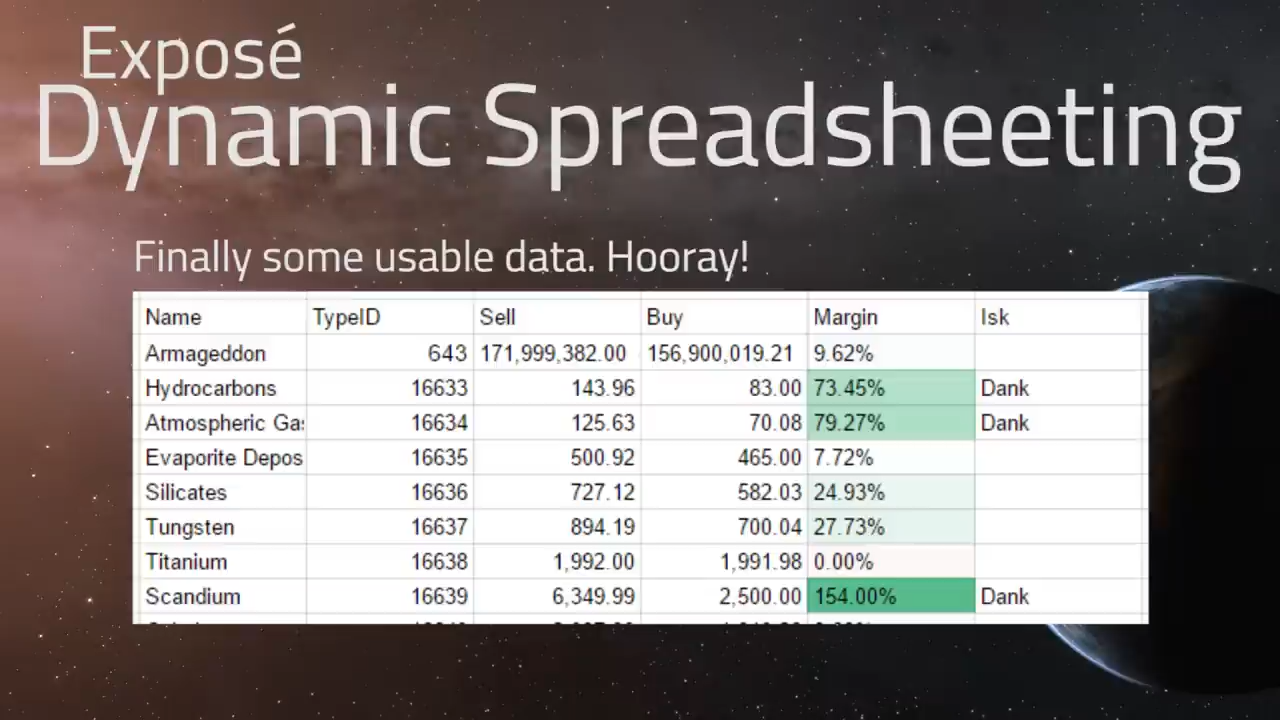 Exposé
Dynamic Spreadsheeting
Finally some usable data. Hooray!
Name TypeID Sell Buy Margin Isk
Armageddon 643 171,999,382.00 156,900,019.21 9.62%
Hydrocarbons 16633 143.96 83.00 73.45% Dank
Atmospheric Gas 16634 125.63 70.08 79.27% Dank
Evaporite Depos 16635 500.92 465.00 7.72%
Silicates 16636 727.12 582.03 24.93%
Tungsten 16637 894.19 700.04 27.73%
Titanium 16638 1,992.00 1,991.98 0.00%
Scandium 16639 6,349.99 2,500.00 154.00% Dank